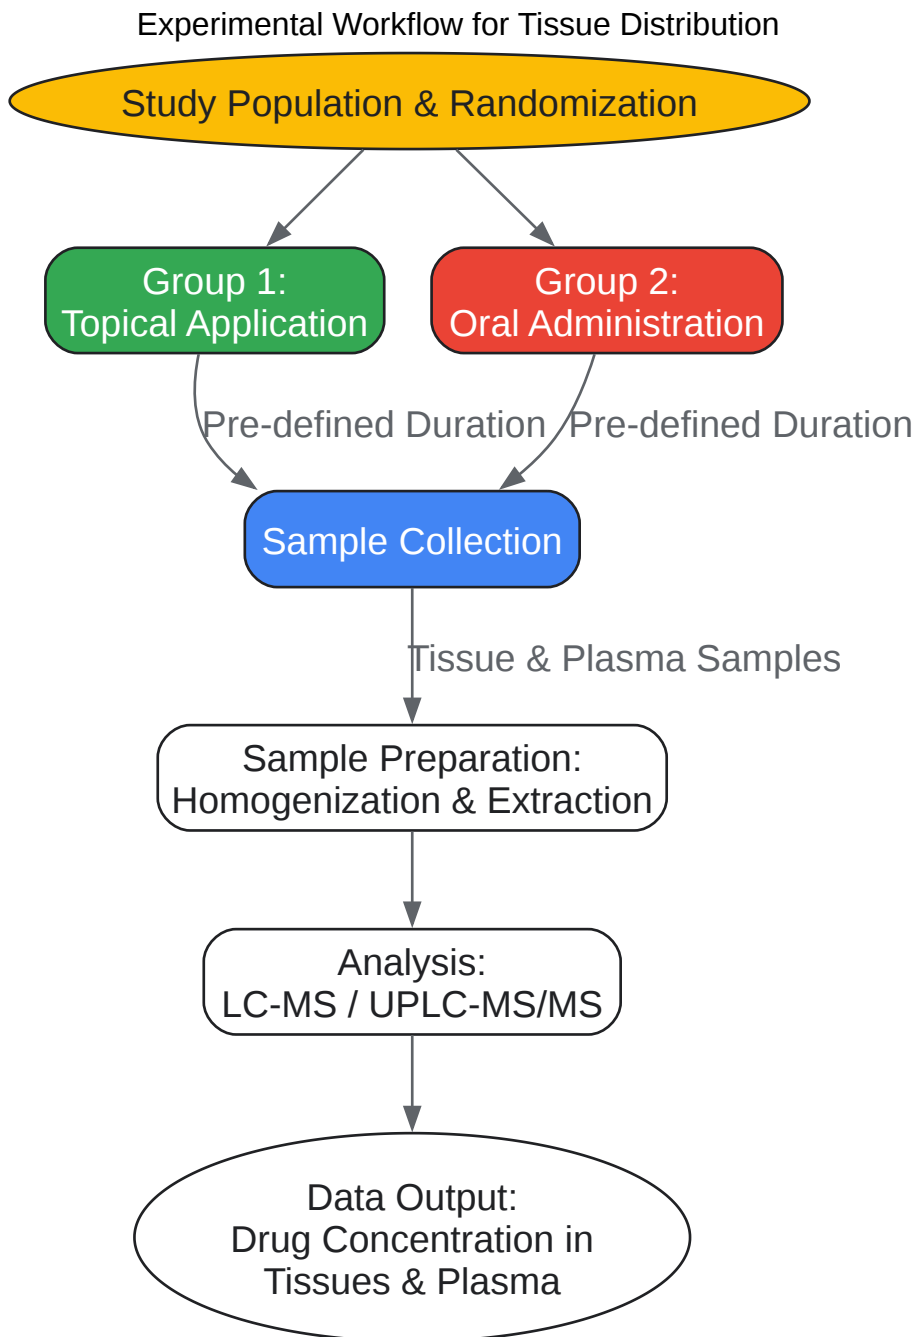 Experimental Workflow for Tissue Distribution
Study Population & Randomization
Group 1:
Topical Application
Group 2:
Oral Administration
Pre-defined Duration
Pre-defined Duration
Sample Collection
Tissue & Plasma Samples
Sample Preparation:
Homogenization & Extraction
Analysis:
LC-MS / UPLC-MS/MS
Data Output:
Drug Concentration in
Tissues & Plasma